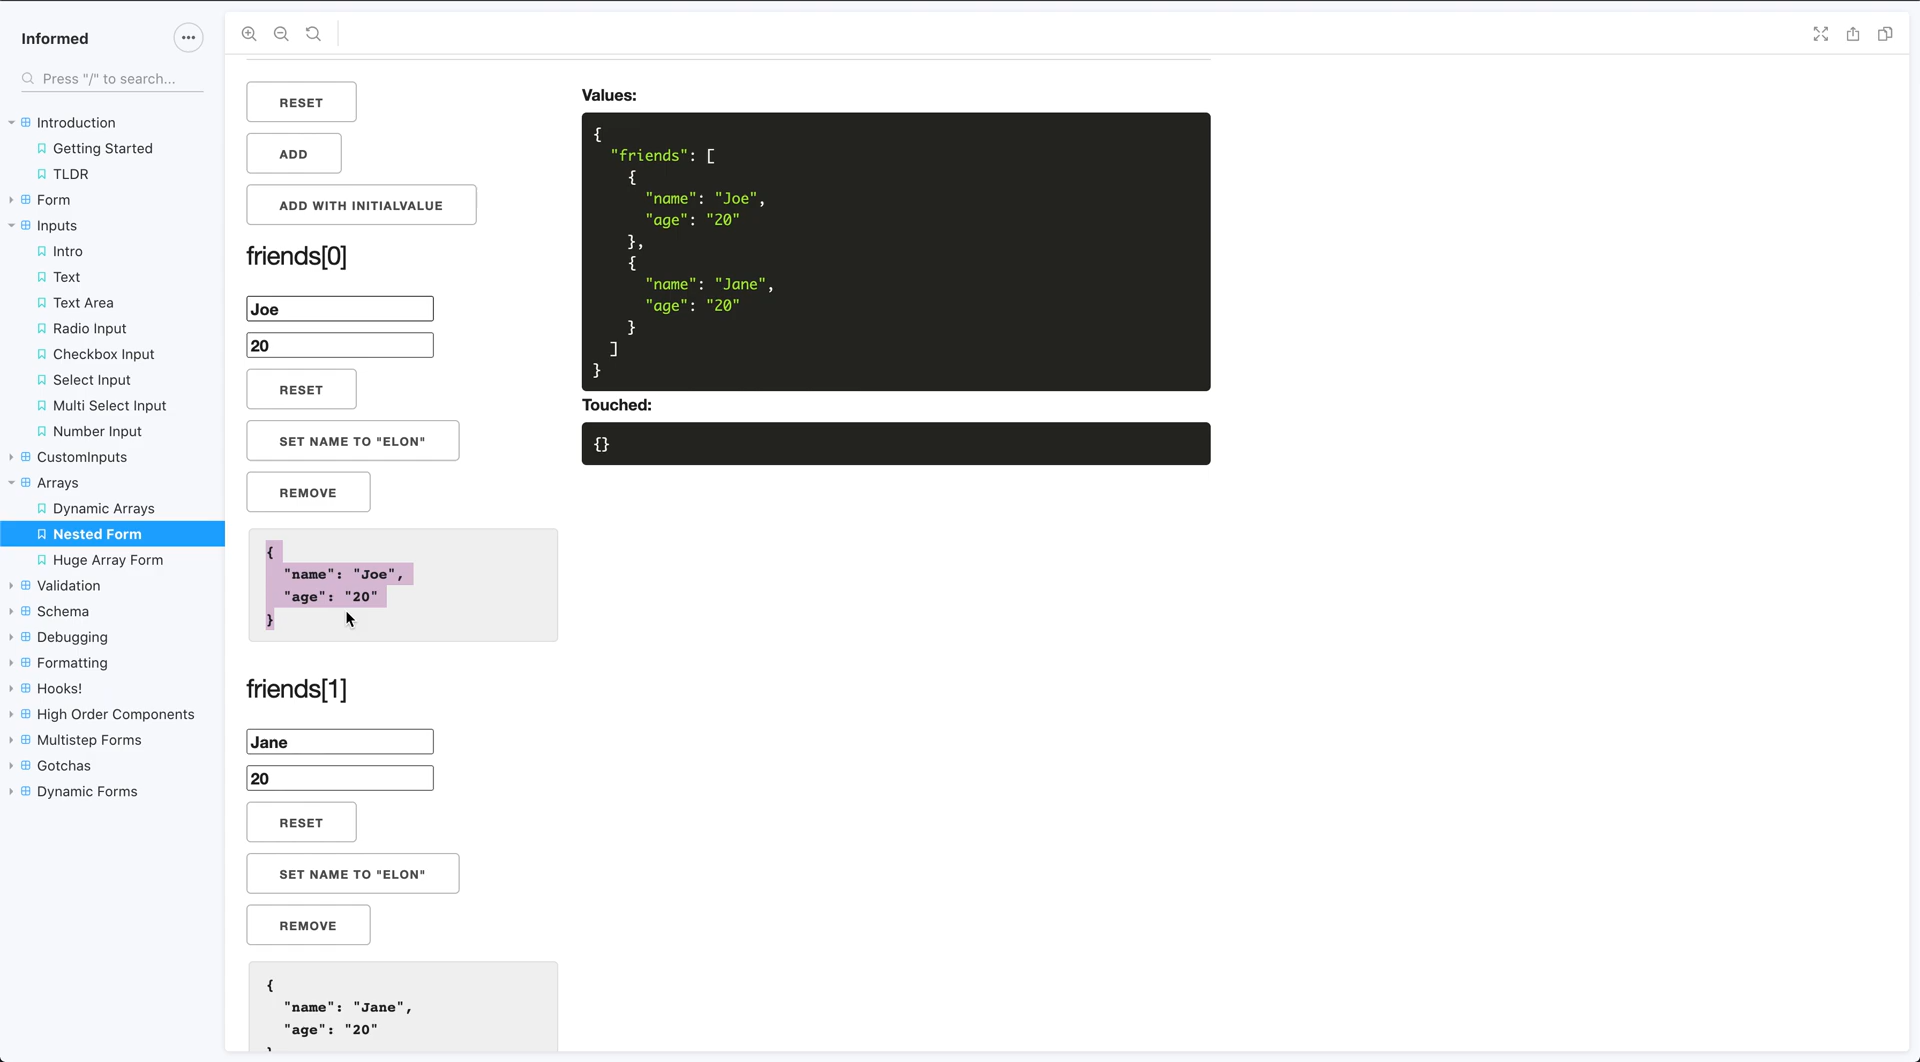 Informed
Press "/" to search...
Introduction
Getting Started
TLDR
Form
Inputs
Intro
Text
Text Area
Radio Input
Checkbox Input
Select Input
Multi Select Input
Number Input
CustomInputs
Arrays
Dynamic Arrays
Nested Form
Huge Array Form
Validation
Schema
Debugging
Formatting
Hooks!
High Order Components
Multistep Forms
Gotchas
Dynamic Forms
RESET
ADD
ADD WITH INITIALVALUE
friends[0]
Joe
20
RESET
SET NAME TO "ELON"
REMOVE
{
"name": "Joe",
"age": "20"
}
friends[1]
Jane
20
RESET
SET NAME TO "ELON"
REMOVE
{
"name": "Jane",
"age": "20"
Values:
{
"friends": [
{
"name": "Joe",
"age": "20"
},
{
"name": "Jane",
"age": "20"
}
]
}
Touched:
{}